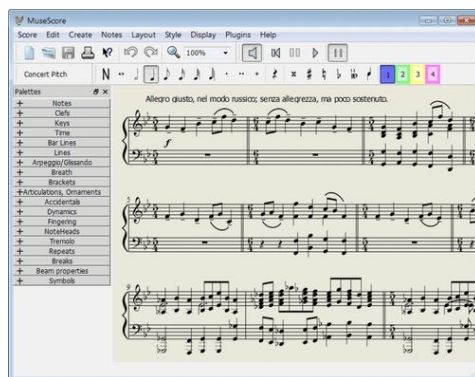 MuseScore
Score Edit Create Notes Layout Style Display Plugins Help
100%
Concert Pitch N 1 2 3 4
Palettes
+ Notes
+ Clefs
+ Keys
+ Time
+ Bar Lines
+ Lines
+ Arpeggio/Glissando
+ Breath
+ Brackets
+ Articulations, Ornaments
+ Accidentals
+ Dynamics
+ Fingering
+ NoteHeads
+ Tremolo
+ Repeats
+ Breaks
+ Beam properties
+ Symbols
Allegro giusto, nel modo russico; senza allegrezza, ma poco sostenuto.
f